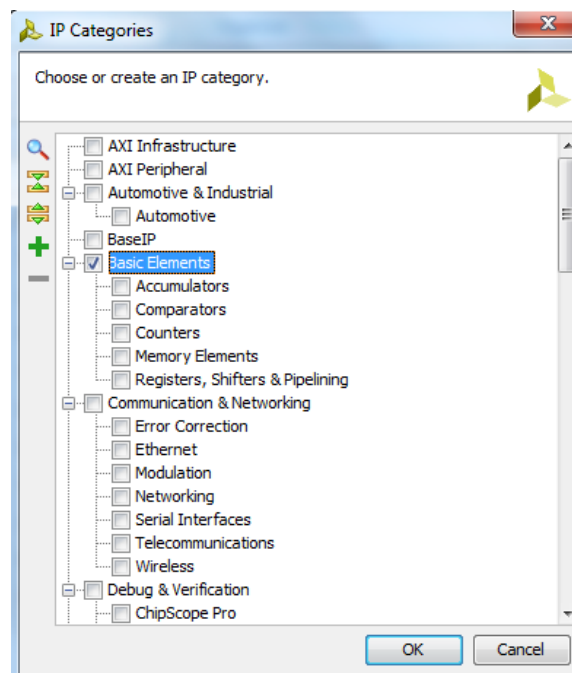 IP Categories
Choose or create an IP category.
AXI Infrastructure
AXI Peripheral
Automotive & Industrial
Automotive
BaseIP
Basic Elements
Accumulators
Comparators
Counters
Memory Elements
Registers, Shifters & Pipelining
Communication & Networking
Error Correction
Ethernet
Modulation
Networking
Serial Interfaces
Telecommunications
Wireless
Debug & Verification
ChipScope Pro
OK Cancel